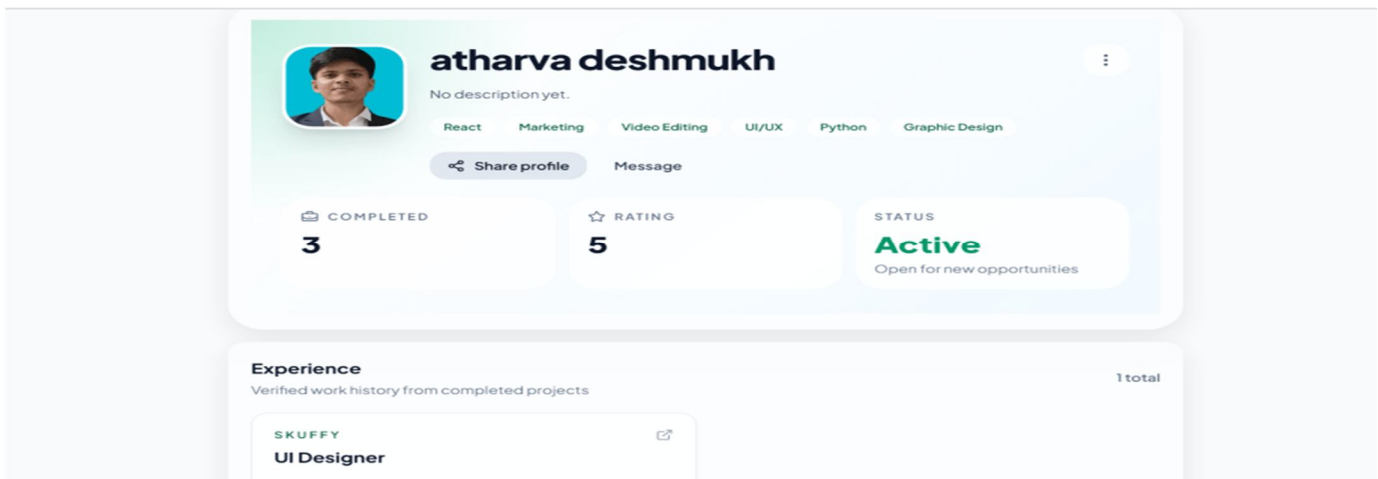 atharva deshmukh
No description yet.
React Marketing Video Editing UI/UX Python Graphic Design
Share profile Message
COMPLETED
3
RATING
5
STATUS
Active
Open for new opportunities
Experience
Verified work history from completed projects
1 total
SKUFFY
UI Designer